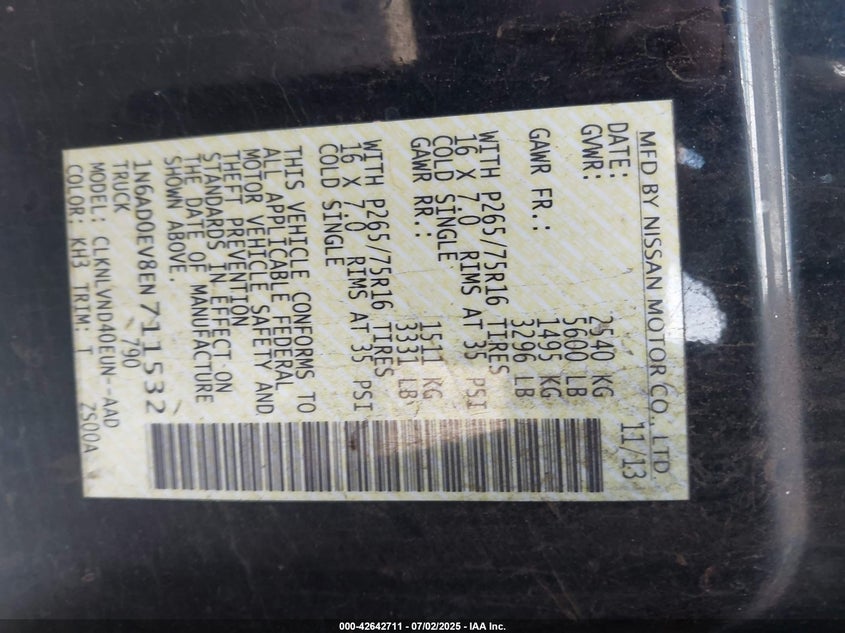 MFD BY NISSAN MOTOR CO., LTD.
DATE: 11/13
GVWR: 2540 KG
5600 LB
GAWR FR.: 1495 KG
3296 LB
WITH P265/75R16 TIRES
16 X 7.0 RIMS AT 35 PSI
COLD SINGLE
GAWR RR.: 1511 KG
3331 LB
WITH P265/75R16 TIRES
16 X 7.0 RIMS AT 35 PSI
COLD SINGLE
THIS VEHICLE CONFORMS TO
ALL APPLICABLE FEDERAL
MOTOR VEHICLE SAFETY AND
THEFT PREVENTION
STANDARDS IN EFFECT ON
THE DATE OF MANUFACTURE
SHOWN ABOVE.
1N6AD0EV8EN711532
TRUCK 790
MODEL: CLKNLVND40EUN--AAD
COLOR: KH3 TRIM: T ZS00A
000-42642711 - 07/02/2025 - IAA Inc.